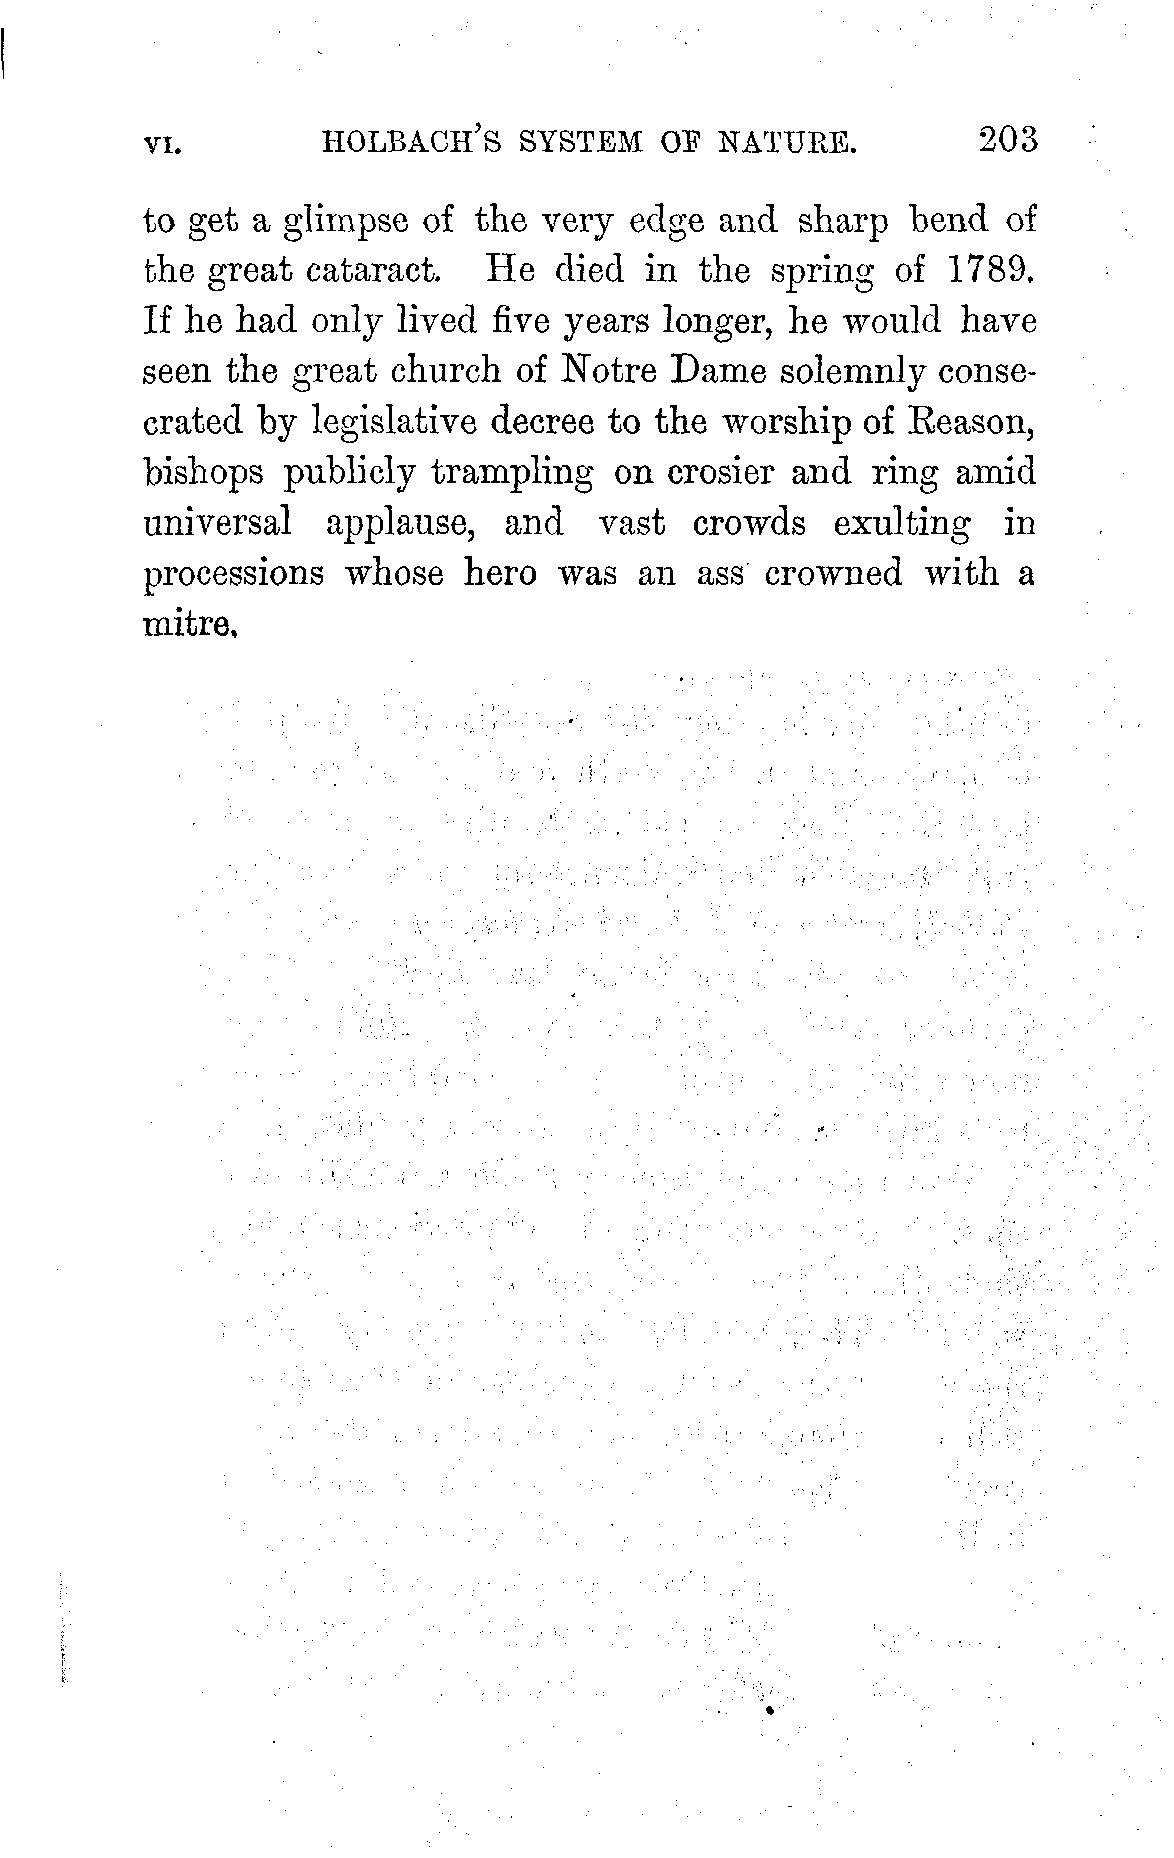 VI. HOLBACH'S SYSTEM OF NATURE. 203
to get a glimpse of the very edge and sharp bend of
the great cataract. He died in the spring of 1789.
If he had only lived five years longer, he would have
seen the great church of Notre Dame solemnly conse-
crated by legislative decree to the worship of Reason,
bishops publicly trampling on crosier and ring amid
universal applause, and vast crowds exulting in
processions whose hero was an ass crowned with a
mitre.